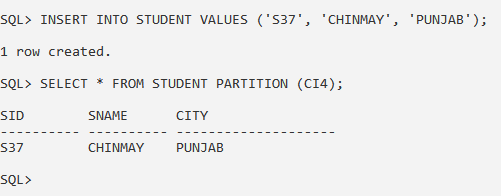 SQL> INSERT INTO STUDENT VALUES ('S37', 'CHINMAY', 'PUNJAB');
1 row created.
SQL> SELECT * FROM STUDENT PARTITION (CI4);
SID        SNAME      CITY
---------- ---------- --------------------
S37        CHINMAY    PUNJAB
SQL>